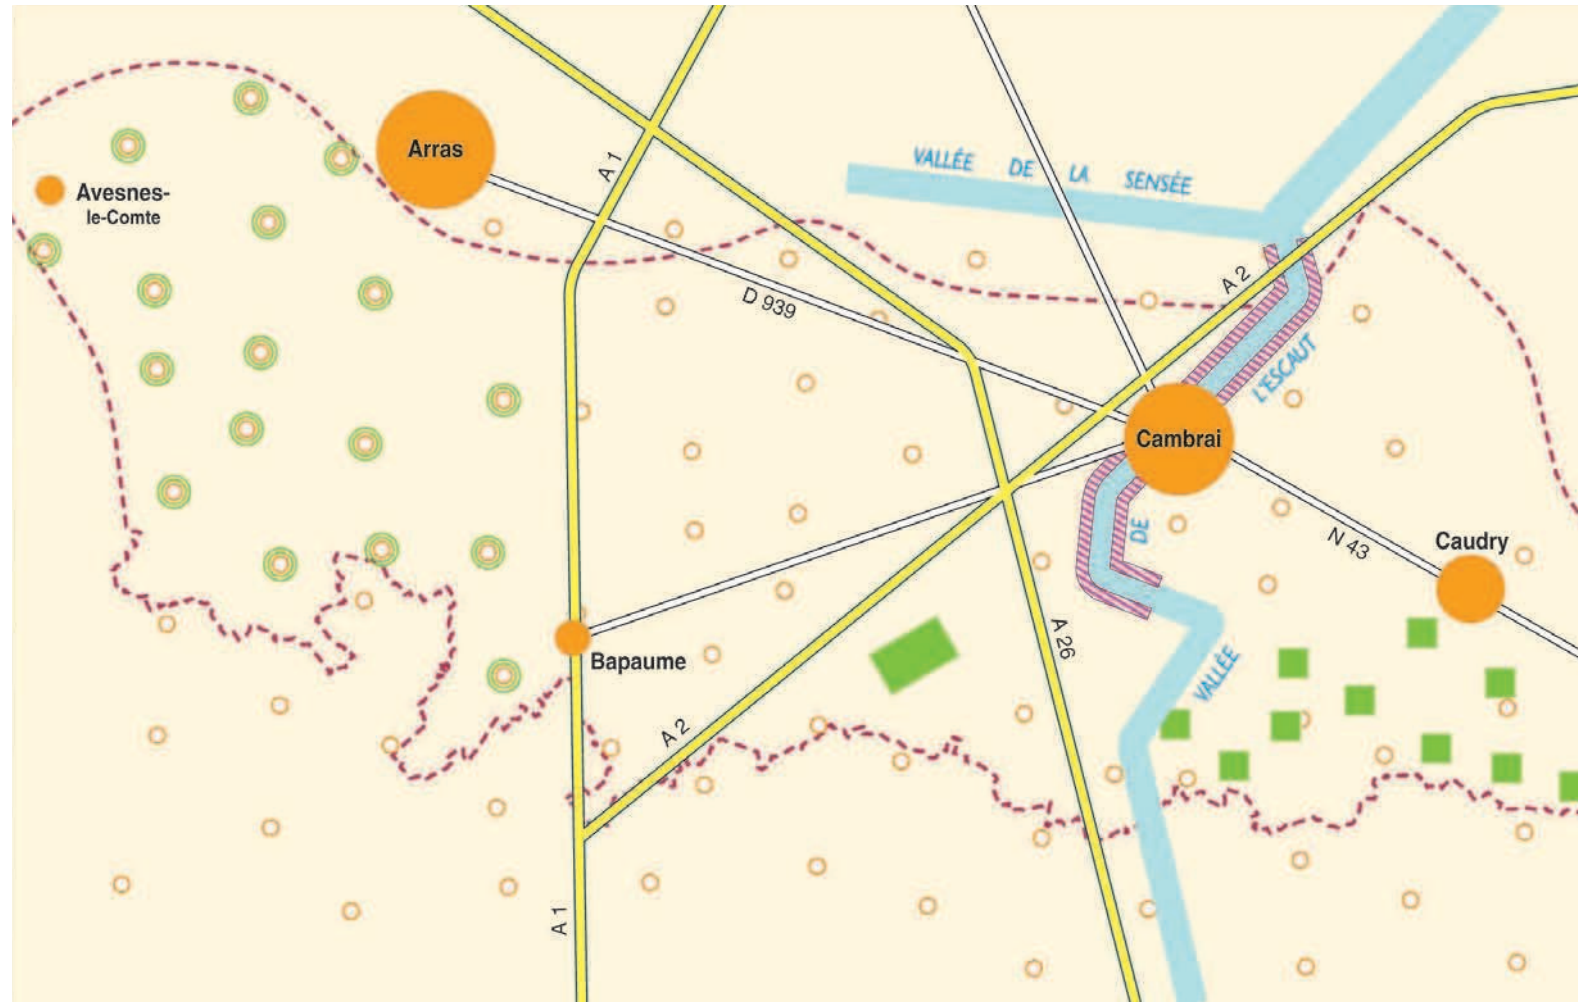 Arras
A 1
VALLÉE DE LA SENSÉE
Avesnes-
le-Comte
A 2
D 939
L'ESCAUT
Cambrai
DE
N 43
Caudry
A 26
Bapaume
VALLÉE
A 2
A 1